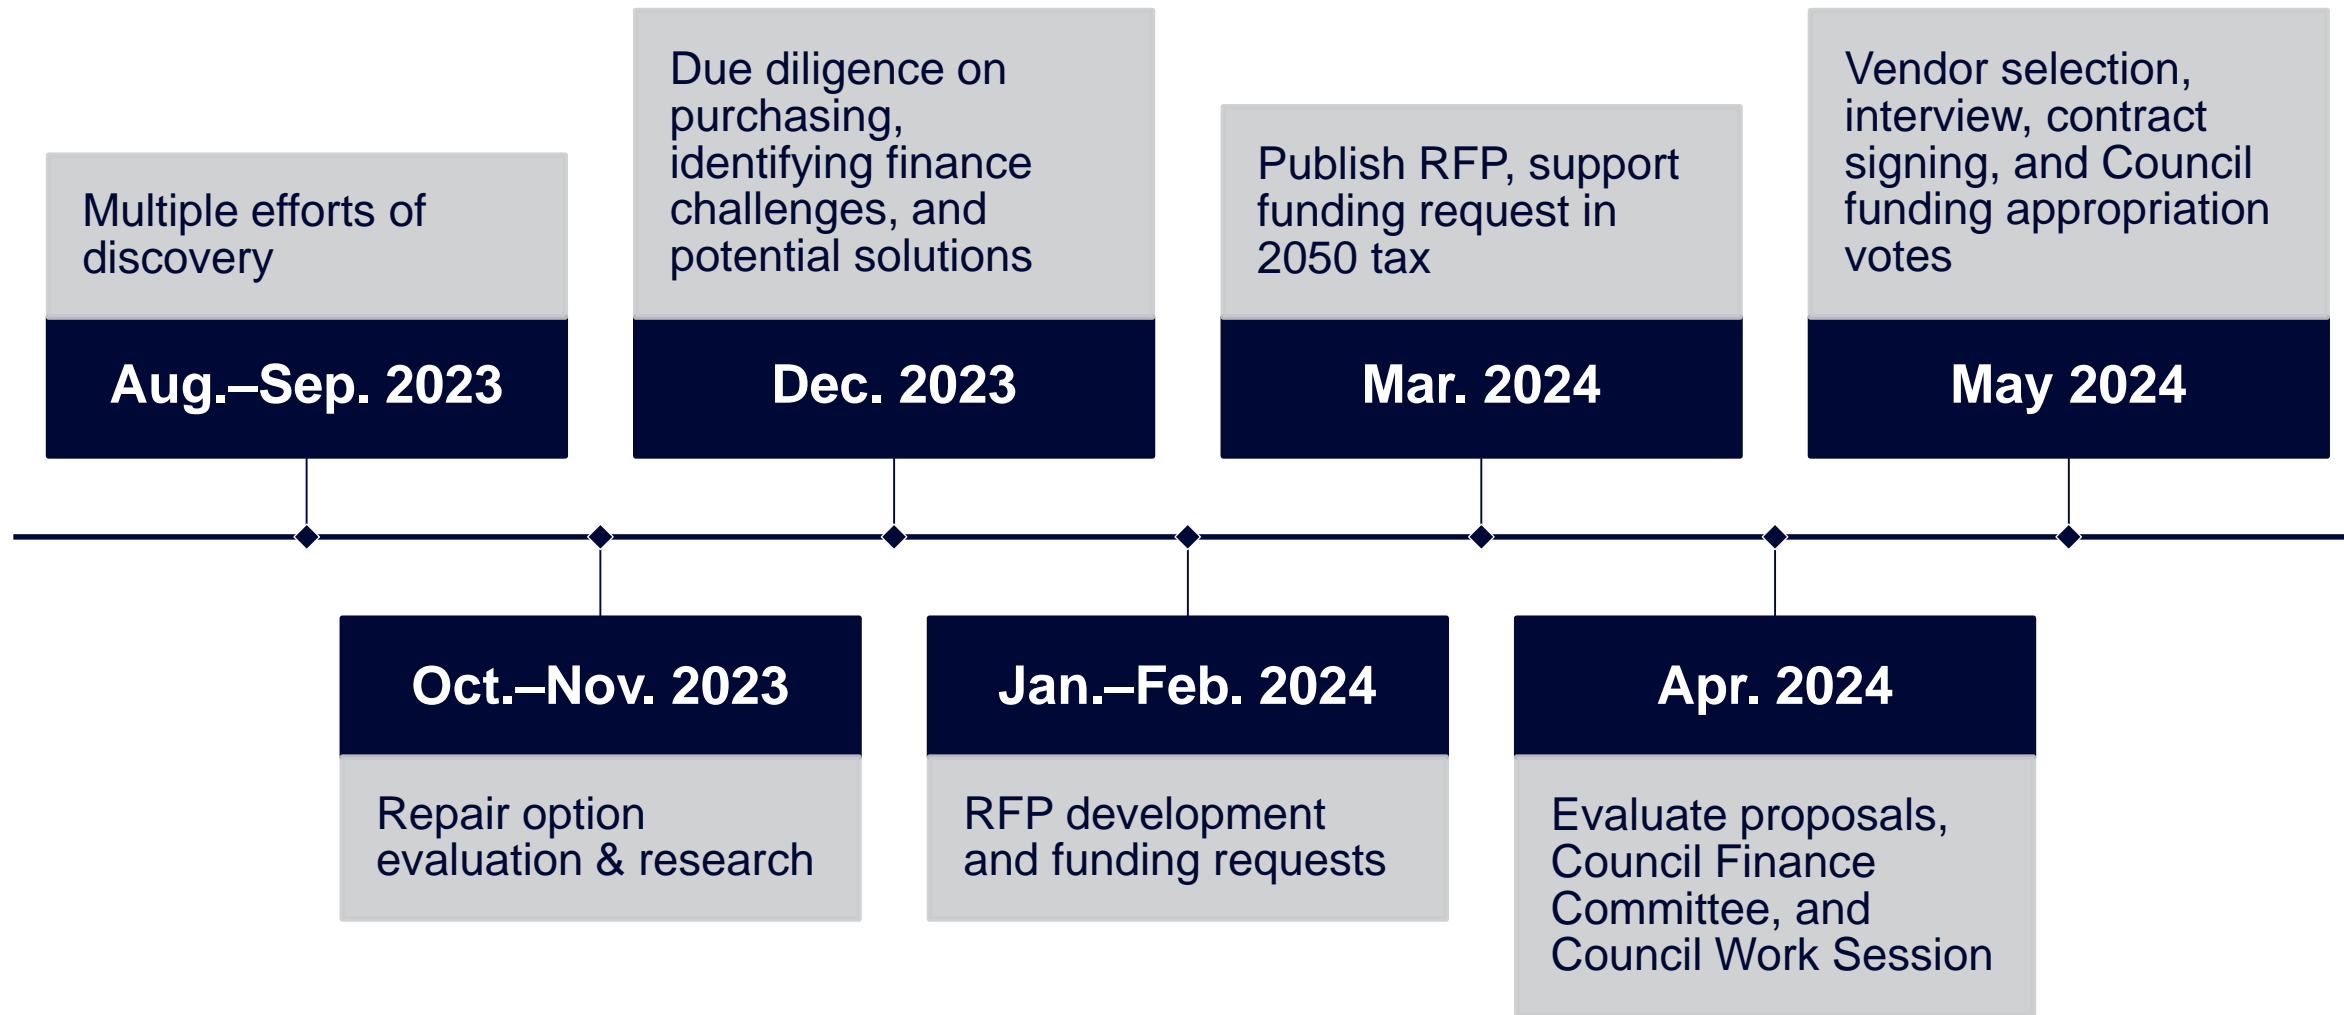 Multiple efforts of
discovery
Aug.–Sep. 2023
Oct.–Nov. 2023
Repair option
evaluation & research
Due diligence on
purchasing,
identifying finance
challenges, and
potential solutions
Dec. 2023
Jan.–Feb. 2024
RFP development
and funding requests
Publish RFP, support
funding request in
2050 tax
Mar. 2024
Apr. 2024
Evaluate proposals,
Council Finance
Committee, and
Council Work Session
Vendor selection,
interview, contract
signing, and Council
funding appropriation
votes
May 2024